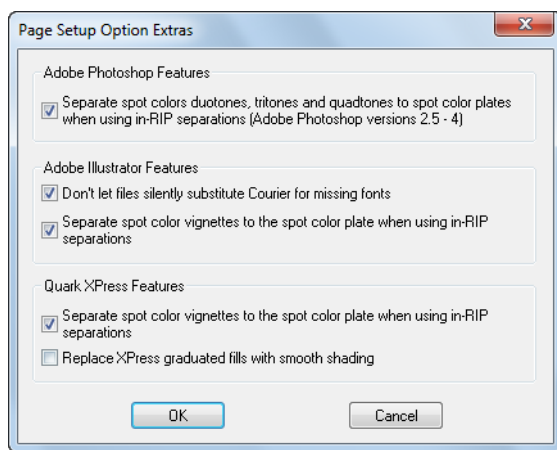 Page Setup Option Extras
Adobe Photoshop Features
Separate spot colors duotones, tritones and quadtones to spot color plates
when using in-RIP separations (Adobe Photoshop versions 2.5 - 4)
Adobe Illustrator Features
Don't let files silently substitute Courier for missing fonts
Separate spot color vignettes to the spot color plate when using in-RIP
separations
Quark XPress Features
Separate spot color vignettes to the spot color plate when using in-RIP
separations
Replace XPress graduated fills with smooth shading
OK
Cancel